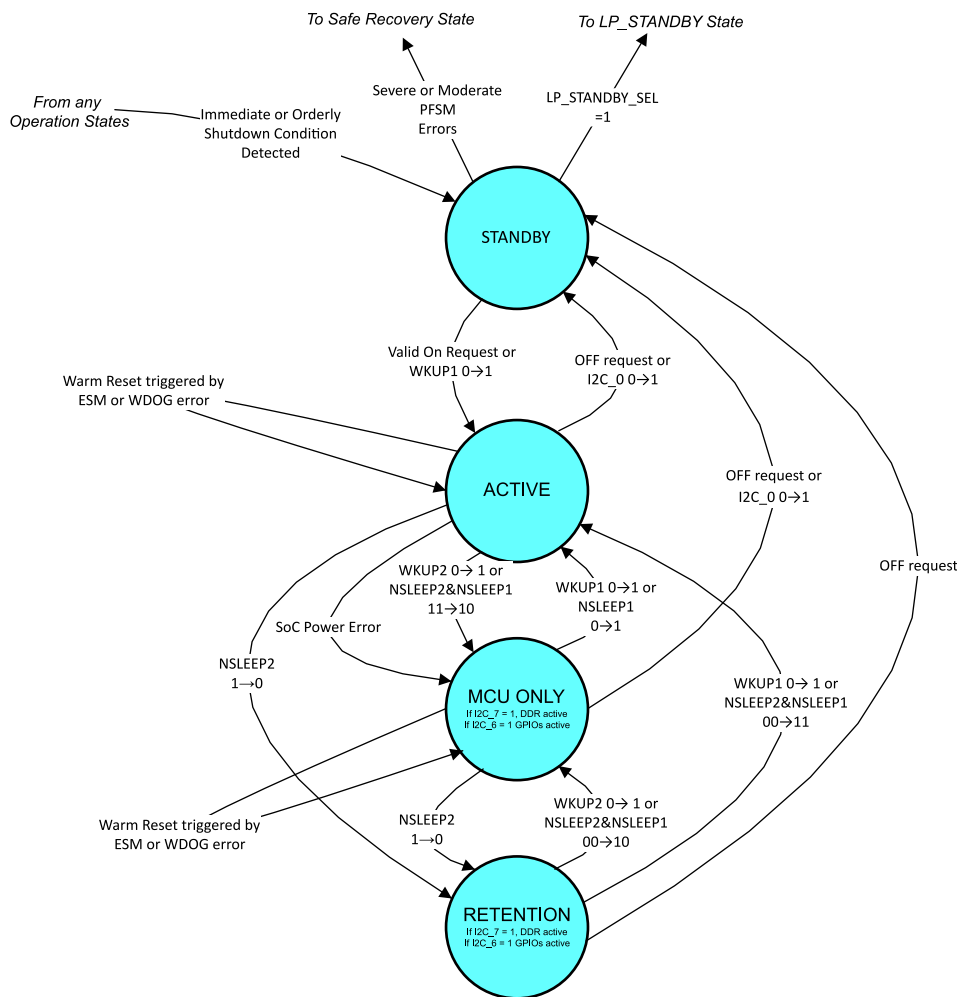 To Safe Recovery State
To LP_STANDBY State
From any
Operation States
Immediate or Orderly
Shutdown Condition
Detected
Severe or Moderate
PFSM
Errors
LP_STANDBY_SEL
=1
STANDBY
Valid On Request or
WKUP1 0→1
OFF request or
I2C_0 0→1
Warm Reset triggered by
ESM or WDOG error
ACTIVE
OFF request or
I2C_0 0→1
OFF request
WKUP2 0→ 1 or
NSLEEP2&NSLEEP1
11→10
WKUP1 0→1 or
NSLEEP1
0→1
SoC Power Error
NSLEEP2
1→0
MCU ONLY
If I2C_7 = 1, DDR active
If I2C_6 = 1 GPIOs active
WKUP1 0→ 1 or
NSLEEP2&NSLEEP1
00→11
Warm Reset triggered by
ESM or WDOG error
NSLEEP2
1→0
WKUP2 0→ 1 or
NSLEEP2&NSLEEP1
00→10
RETENTION
If I2C_7 = 1, DDR active
If I2C_6 = 1 GPIOs active